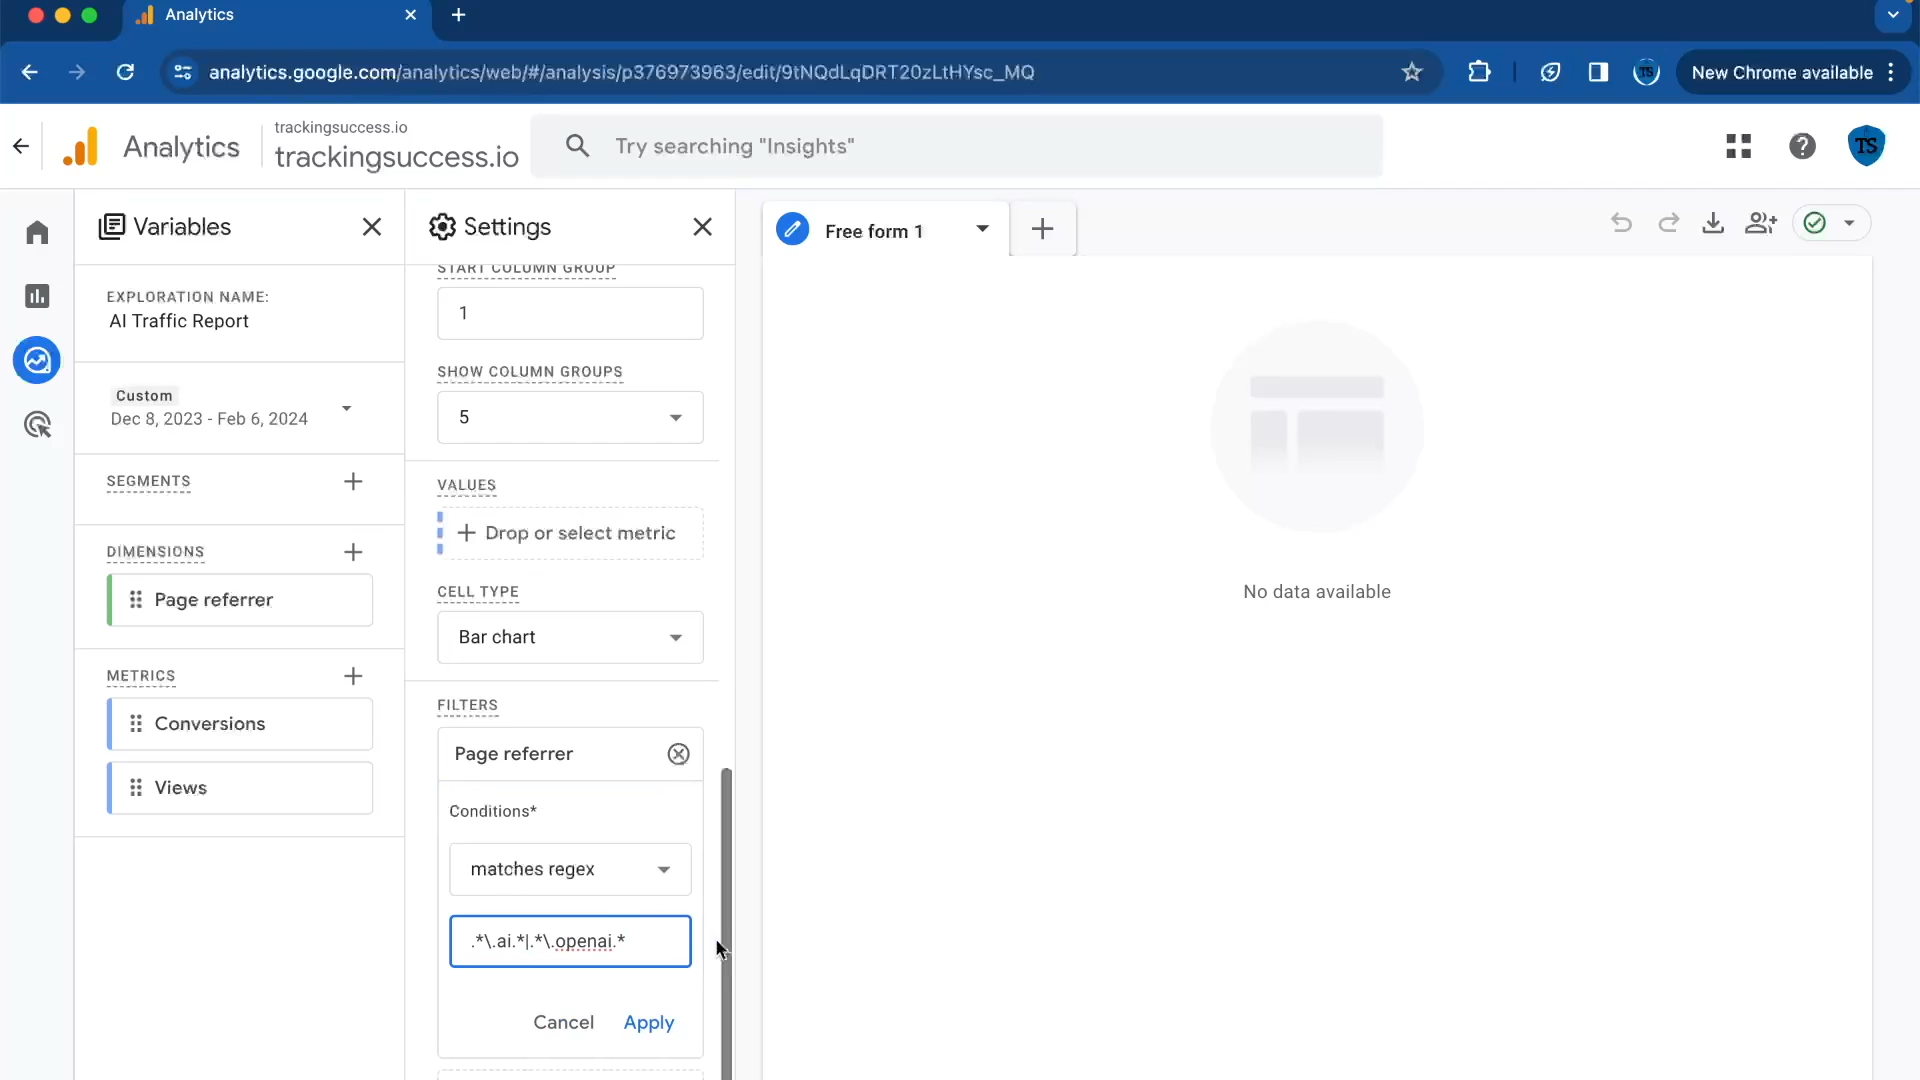 Analytics
analytics.google.com/analytics/web/#/analysis/p376973963/edit/9tNQdLqDRT20zLtHYsc_MQ
TS
New Chrome available
Analytics
trackingsuccess.io
trackingsuccess.io
Try searching "Insights"
TS
Variables
EXPLORATION NAME:
AI Traffic Report
Custom
Dec 8, 2023 - Feb 6, 2024
SEGMENTS
DIMENSIONS
Page referrer
METRICS
Conversions
Views
Settings
START COLUMN GROUP
1
SHOW COLUMN GROUPS
5
VALUES
Drop or select metric
CELL TYPE
Bar chart
FILTERS
Page referrer
Conditions*
matches regex
.*\.ai.*|.*\.openai.*
Cancel
Apply
Free form 1
No data available